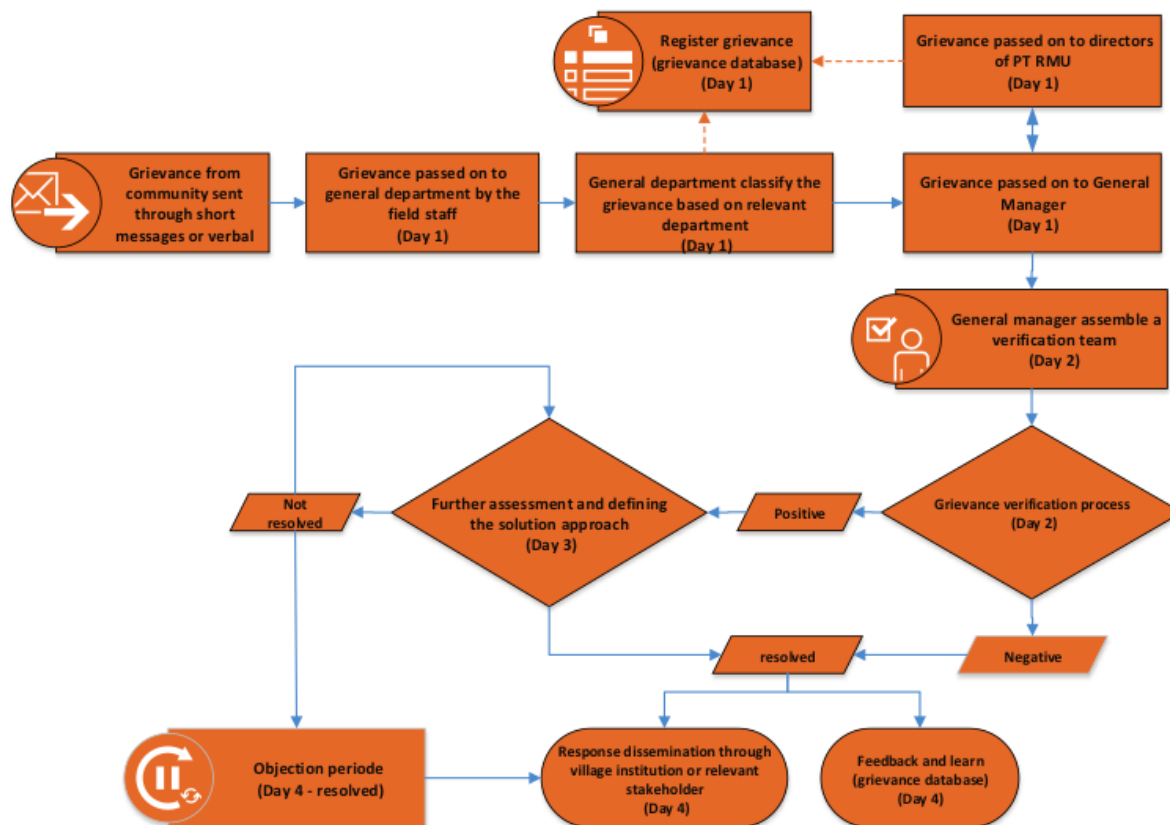 Register grievance
(grievance database)
(Day 1)
Grievance passed on to directors
of PT RMU
(Day 1)
Grievance from
community sent
through short
messages or verbal
Grievance passed on to
general department by the
field staff
(Day 1)
General department classify the
grievance based on relevant
department
(Day 1)
Grievance passed on to General
Manager
(Day 1)
General manager assemble a
verification team
(Day 2)
Grievance verification process
(Day 2)
Positive
Further assessment and defining
the solution approach
(Day 3)
Not
resolved
resolved
Negative
Objection periode
(Day 4 - resolved)
Response dissemination through
village institution or relevant
stakeholder
(Day 4)
Feedback and learn
(grievance database)
(Day 4)